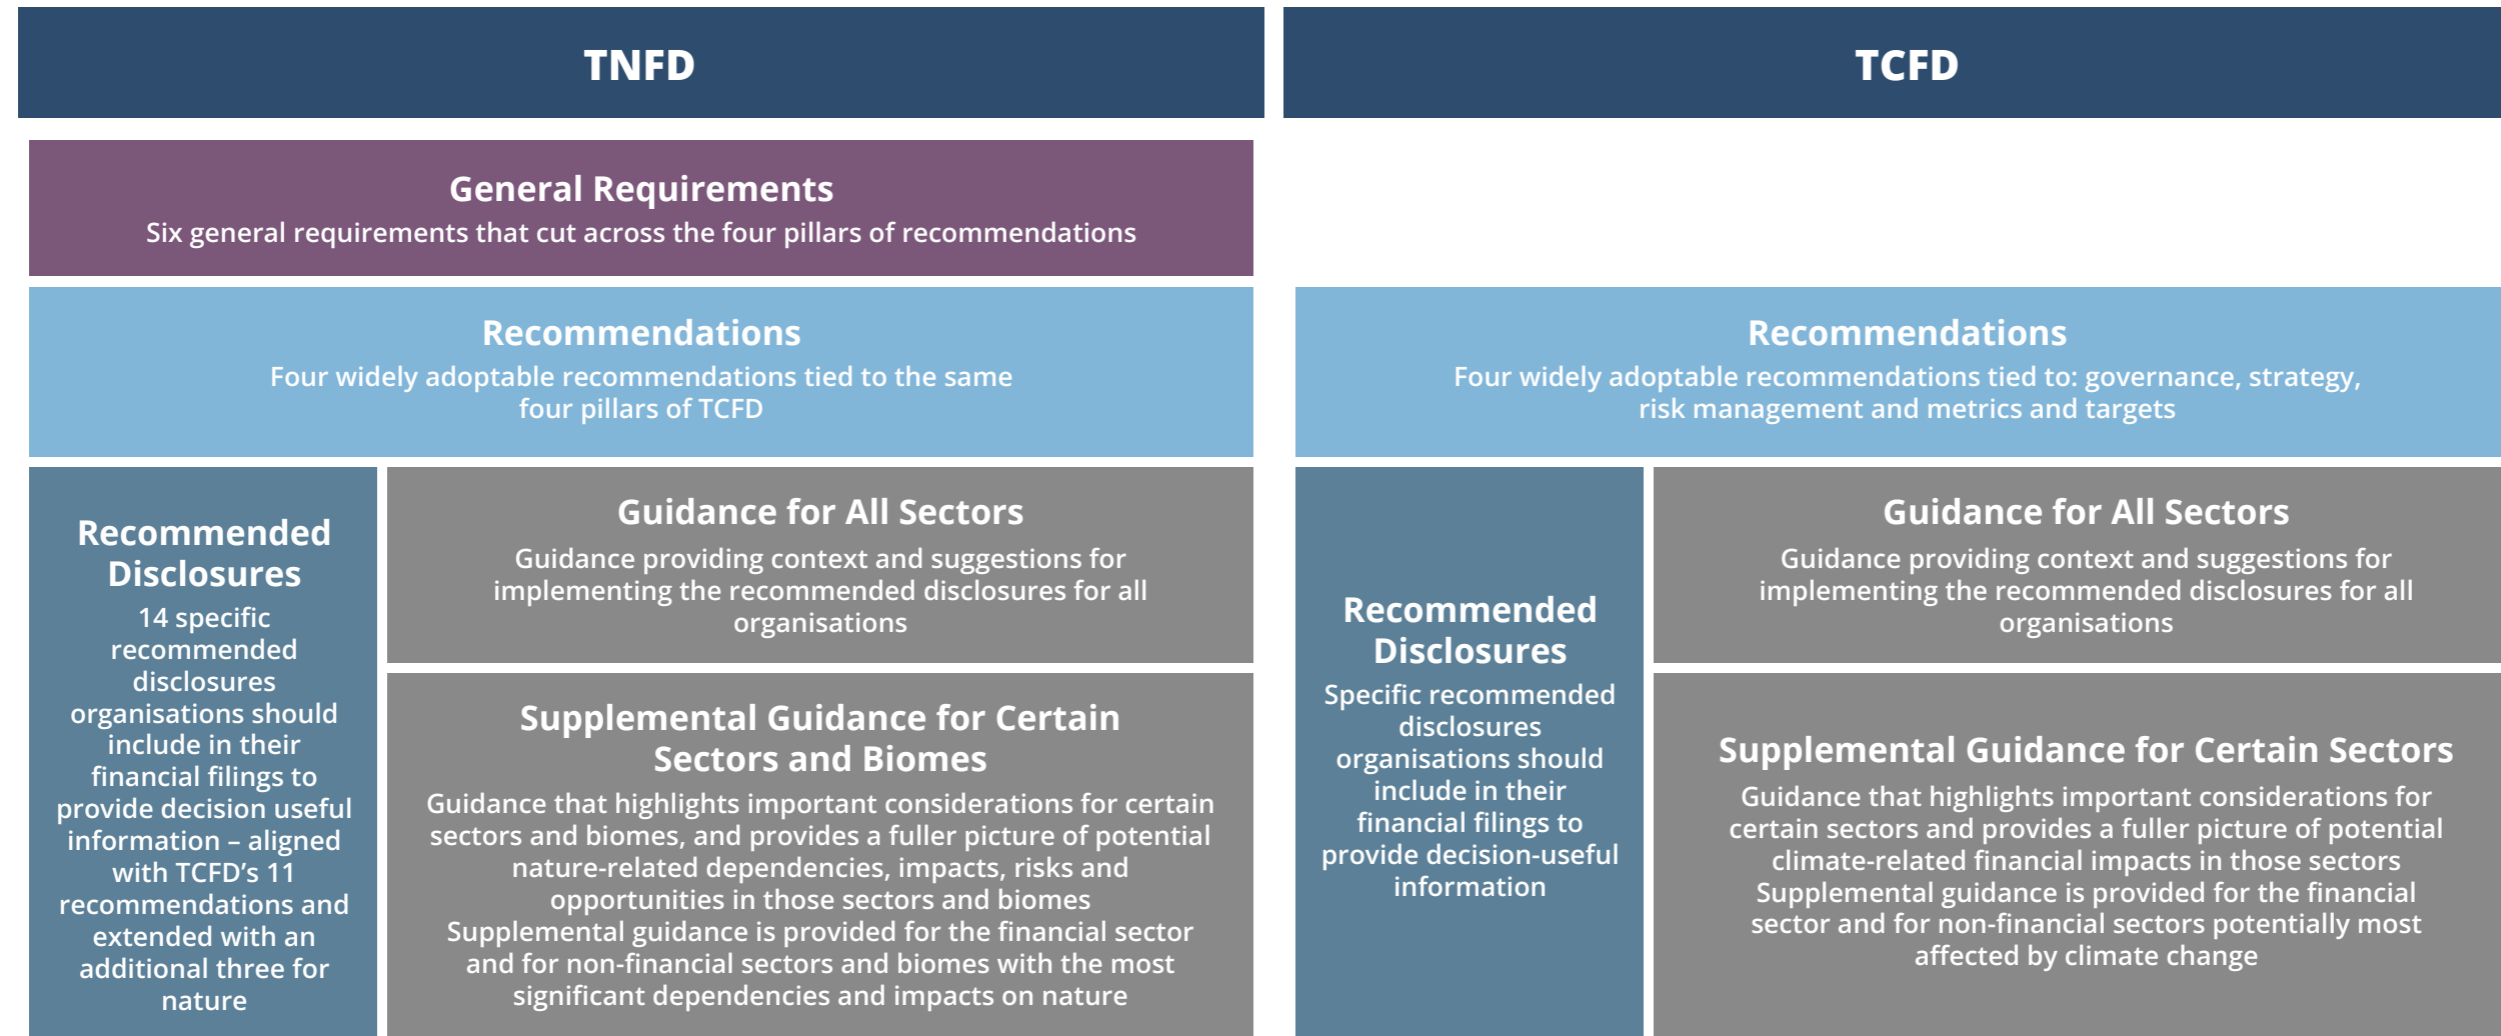 TNFD
General Requirements
Six general requirements that cut across the four pillars of recommendations
Recommendations
Four widely adoptable recommendations tied to the same
four pillars of TCFD
Recommended
Disclosures
14 specific
recommended
disclosures
organisations should
include in their
financial filings to
provide decision useful
information – aligned
with TCFD’s 11
recommendations and
extended with an
additional three for
nature
Guidance for All Sectors
Guidance providing context and suggestions for
implementing the recommended disclosures for all
organisations
Supplemental Guidance for Certain
Sectors and Biomes
Guidance that highlights important considerations for certain
sectors and biomes, and provides a fuller picture of potential
nature-related dependencies, impacts, risks and
opportunities in those sectors and biomes
Supplemental guidance is provided for the financial sector
and for non-financial sectors and biomes with the most
significant dependencies and impacts on nature
TCFD
Recommendations
Four widely adoptable recommendations tied to: governance, strategy,
risk management and metrics and targets
Recommended
Disclosures
Specific recommended
disclosures
organisations should
include in their
financial filings to
provide decision-useful
information
Guidance for All Sectors
Guidance providing context and suggestions for
implementing the recommended disclosures for all
organisations
Supplemental Guidance for Certain Sectors
Guidance that highlights important considerations for
certain sectors and provides a fuller picture of potential
climate-related financial impacts in those sectors
Supplemental guidance is provided for the financial
sector and for non-financial sectors potentially most
affected by climate change